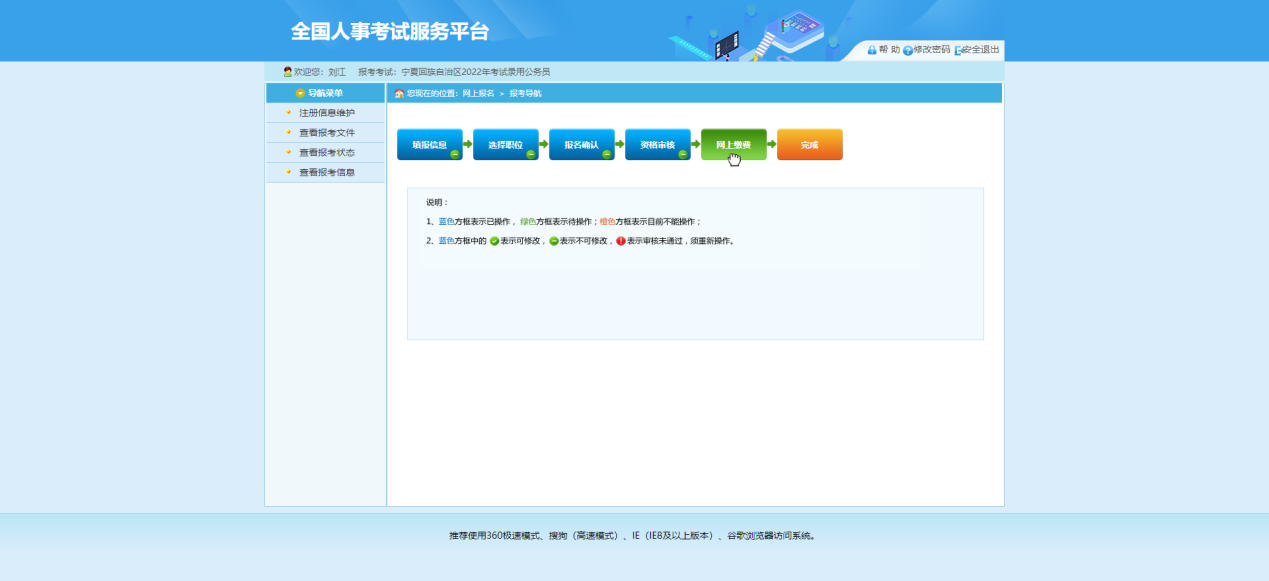 全国人事考试服务平台
帮 助 修改密码 安全退出
欢迎您：刘江 报考考试：宁夏回族自治区2022年考试录用公务员
导航菜单
注册信息维护
查看报考文件
查看报考状态
查看报考信息
您现在的位置：网上报名 > 报考导航
填报信息 选择职位 报名确认 资格审核 网上缴费 完成
说明：
1、蓝色方框表示已操作，绿色方框表示待操作；橙色方框表示目前不能操作；
2、蓝色方框中的 表示可修改， 表示不可修改， 表示审核未通过，须重新操作。
推荐使用360极速模式、搜狗（高速模式）、IE（IE8及以上版本）、谷歌浏览器访问系统。